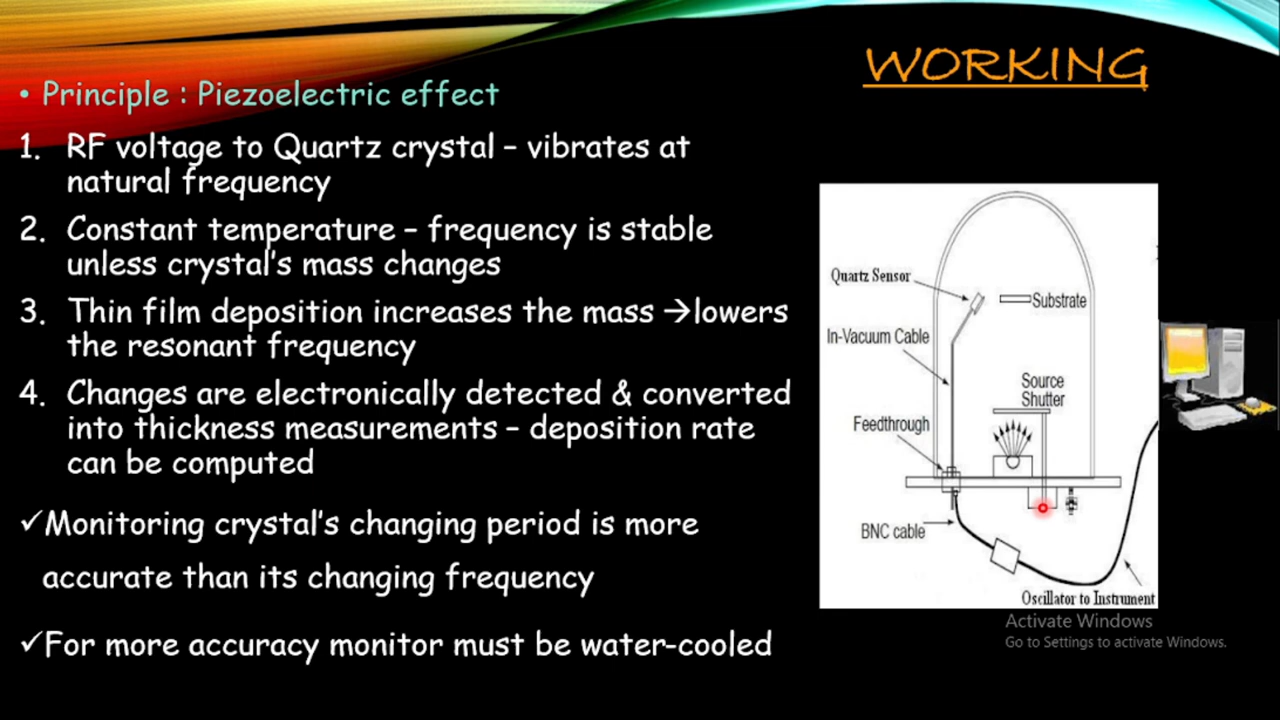 WORKING
• Principle : Piezoelectric effect
1. RF voltage to Quartz crystal – vibrates at
natural frequency
2. Constant temperature – frequency is stable
unless crystal's mass changes
3. Thin film deposition increases the mass →lowers
the resonant frequency
4. Changes are electronically detected & converted
into thickness measurements – deposition rate
can be computed
✓Monitoring crystal's changing period is more
accurate than its changing frequency
✓For more accuracy monitor must be water-cooled
Quartz Sensor
Substrate
In-Vacuum Cable
Source
Shutter
Feedthrough
BNC cable
Oscillator to Instrument
Activate Windows
Go to Settings to activate Windows.